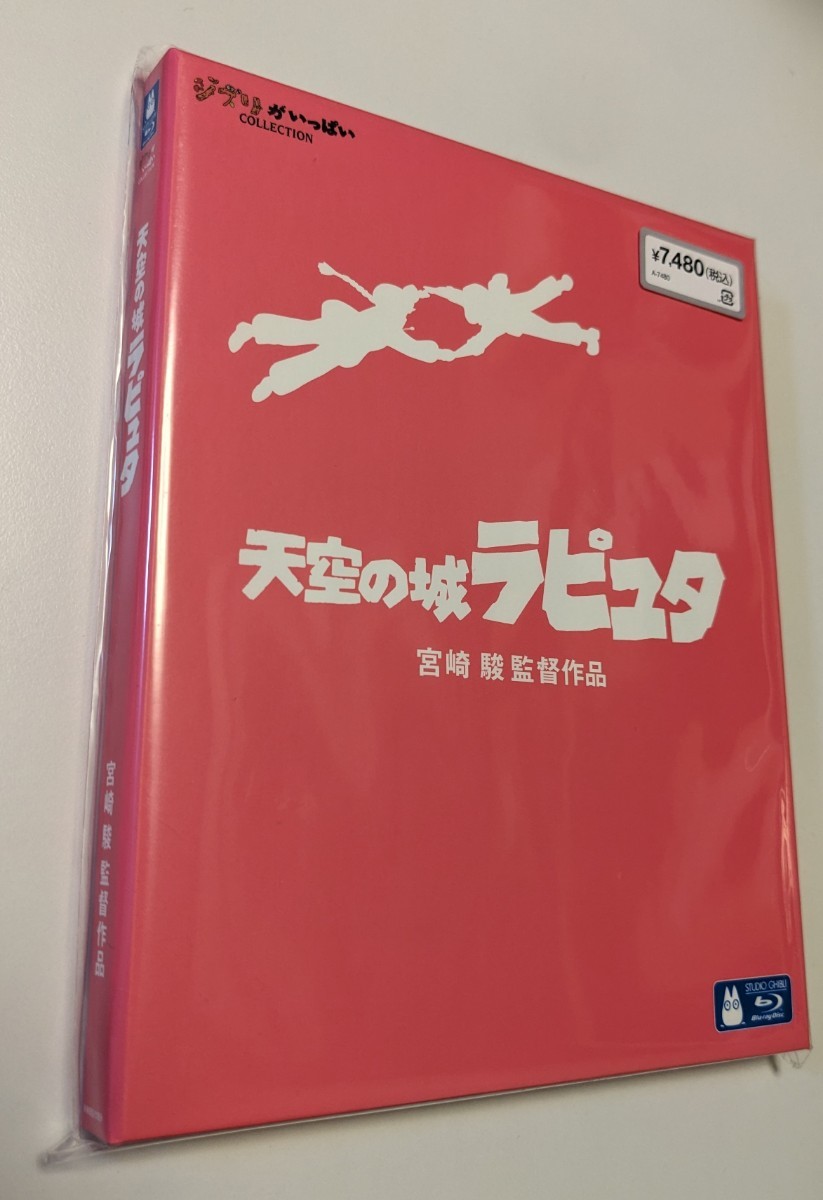 ジブリがいっぱい
COLLECTION
¥7,480(税込)
A-7480
天空の城ラピュタ
宮崎 駿 監督作品
STUDIO GHIBLI
Blu-ray Disc
天空の城ラピュタ
宮崎 駿 監督作品